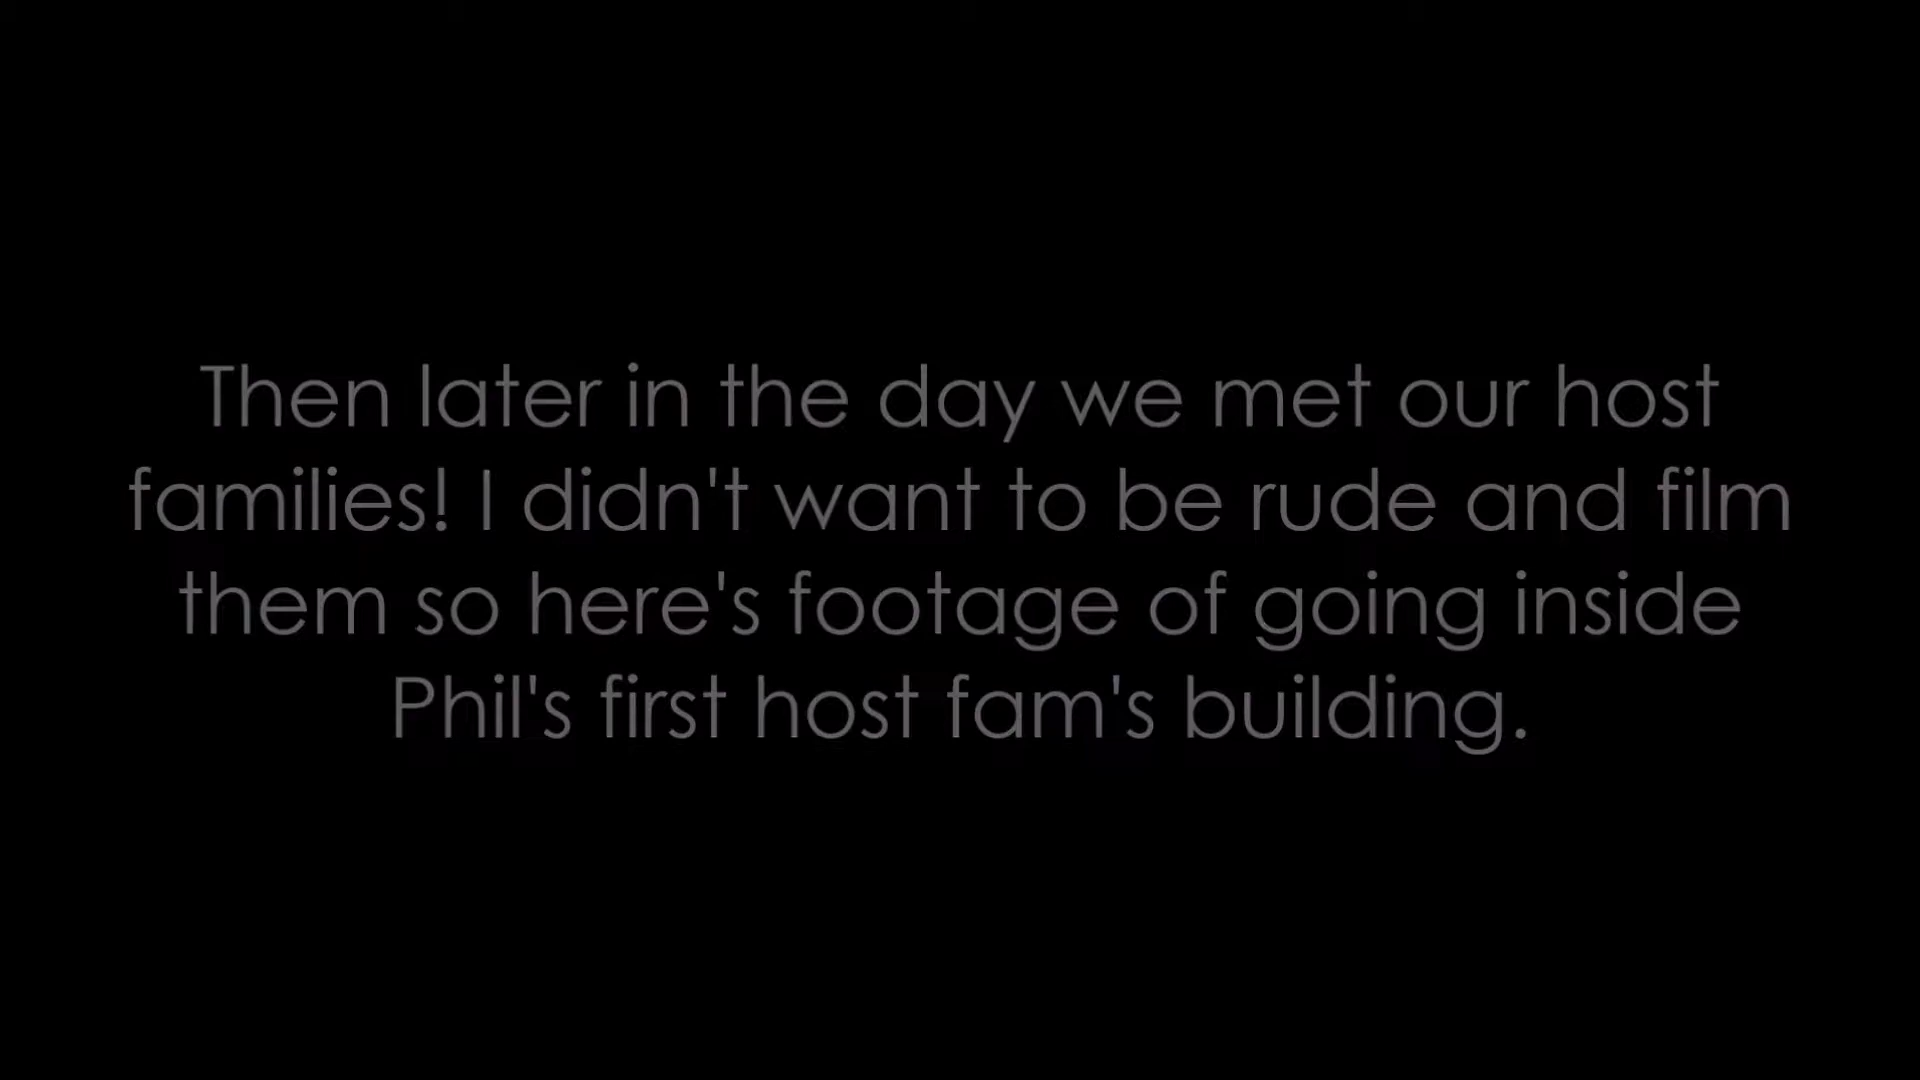 Then later in the day we met our host
families! I didn't want to be rude and film
them so here's footage of going inside
Phil's first host fam's building.